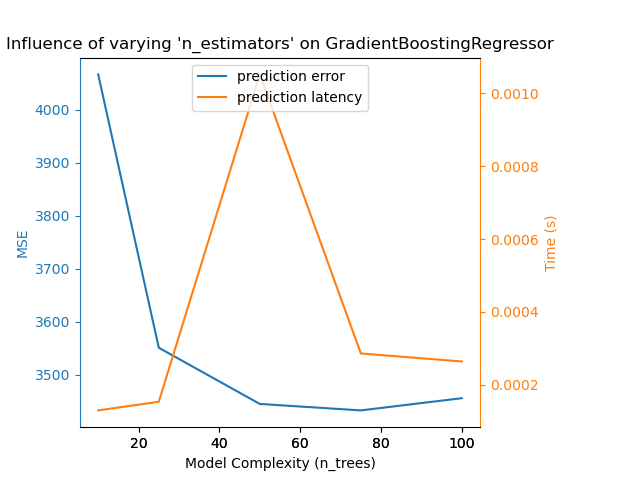 Influence of varying 'n_estimators' on GradientBoostingRegressor
prediction error
prediction latency
4000
3900
3800
3700
3600
3500
MSE
0.0010
0.0008
0.0006
0.0004
0.0002
Time (s)
20 40 60 80 100
Model Complexity (n_trees)